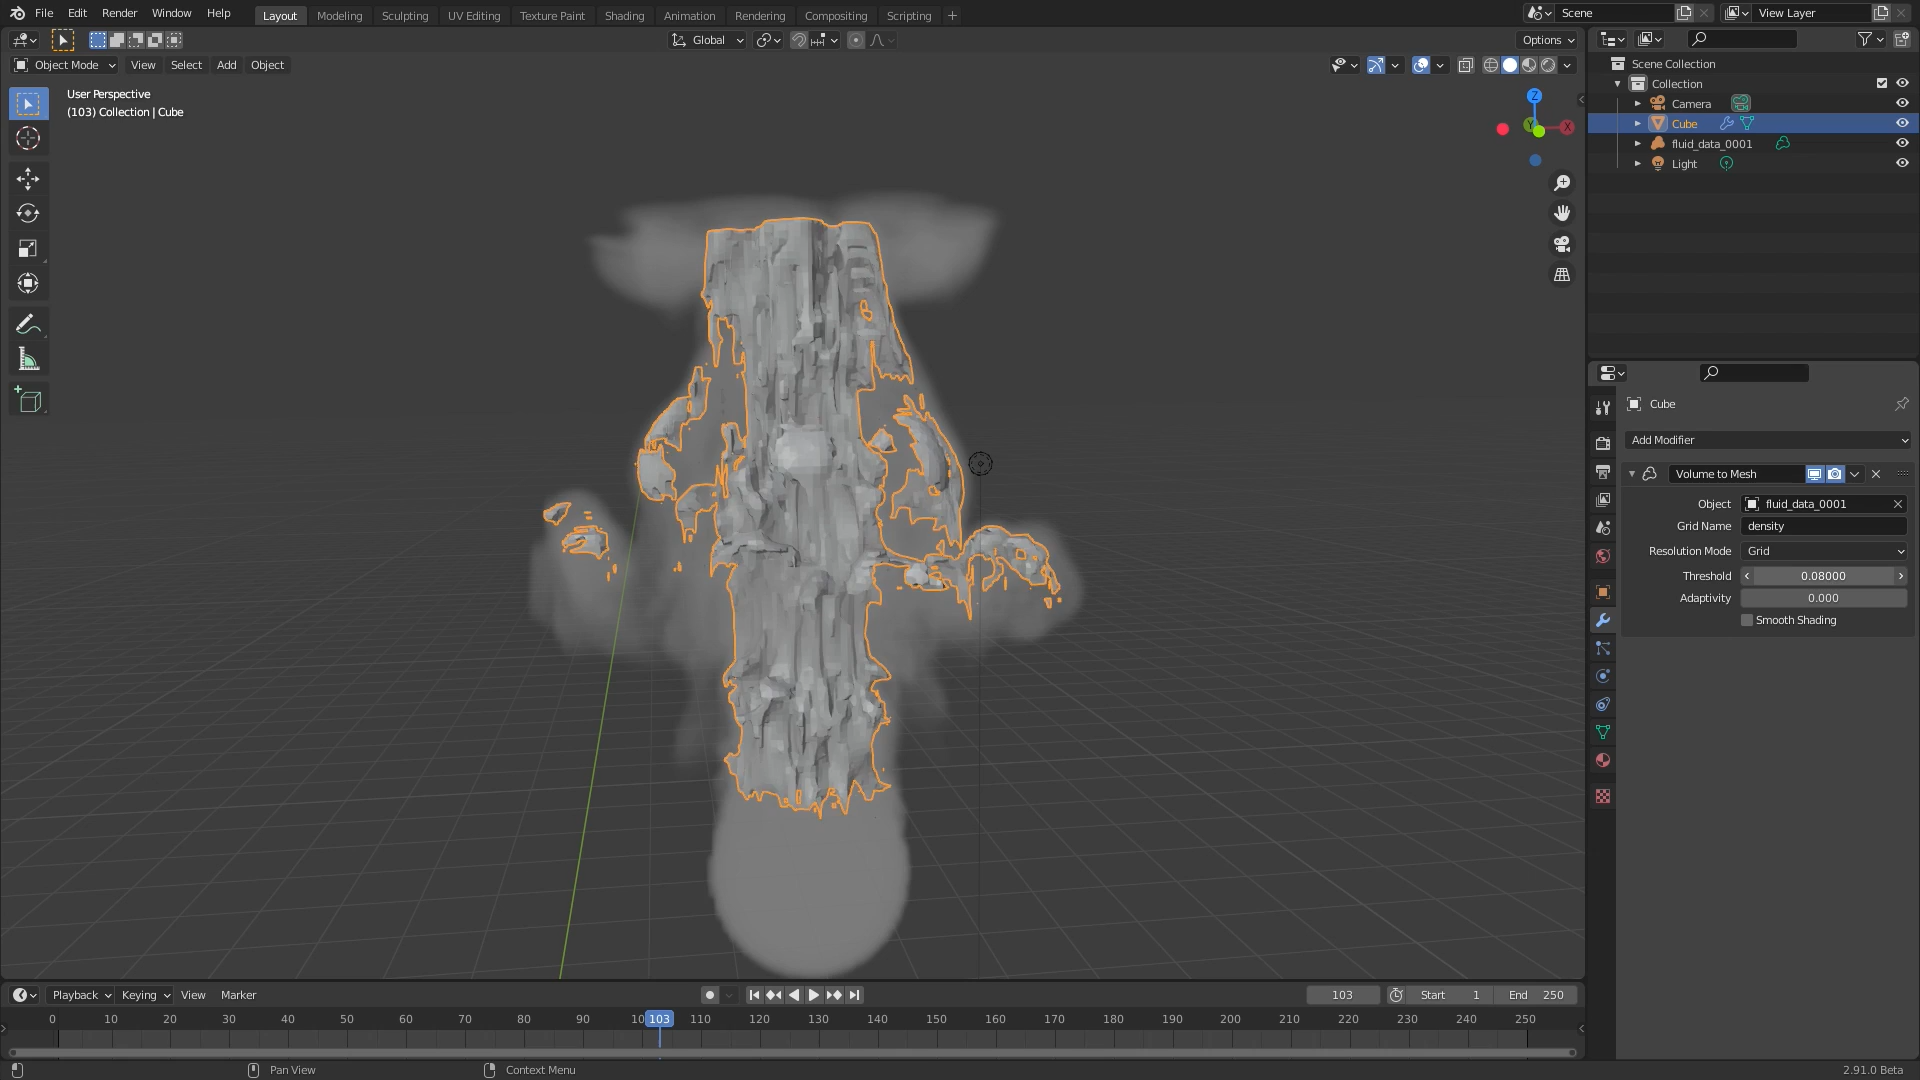 File Edit Render Window Help
Layout Modeling Sculpting UV Editing Texture Paint Shading Animation Rendering Compositing Scripting +
Scene
View Layer
Global
Options
Object Mode View Select Add Object
User Perspective
(103) Collection | Cube
Z
Y
X
Scene Collection
Collection
Camera
Cube
fluid_data_0001
Light
Cube
Add Modifier
Volume to Mesh
Object fluid_data_0001
Grid Name density
Resolution Mode Grid
Threshold 0.08000
Adaptivity 0.000
Smooth Shading
Playback Keying View Marker
103
Start 1
End 250
0 10 20 30 40 50 60 70 80 90 10 103 110 120 130 140 150 160 170 180 190 200 210 220 230 240 250
Pan View
Context Menu
2.91.0 Beta